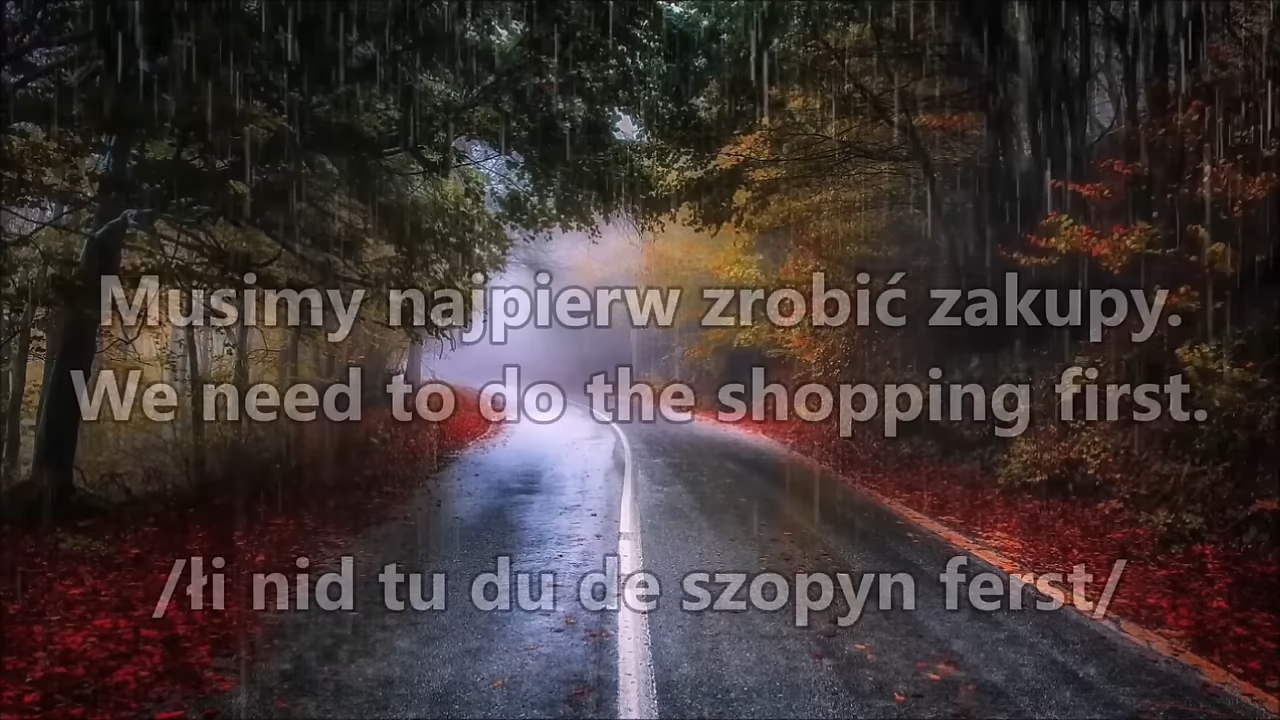 Musimy najpierw zrobić zakupy.
We need to do the shopping first.
/łi nid tu du de szopyn ferst/